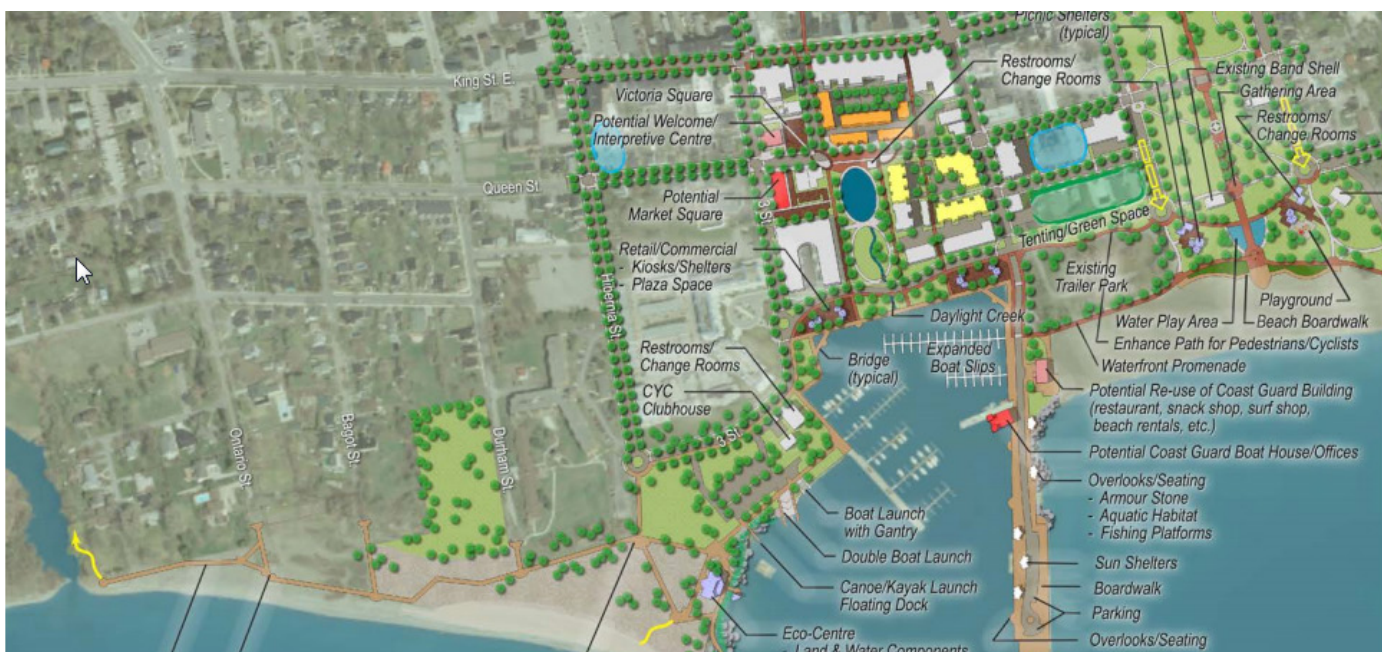 Picnic Shelters
(typical)
King St. E.
Restrooms/
Change Rooms
Existing Band Shell
Gathering Area
Victoria Square
Restrooms/
Change Rooms
Potential Welcome/
Interpretive Centre
Queen St.
Potential
Market Square
3 St.
Tenting/Green Space
Retail/Commercial
- Kiosks/Shelters
- Plaza Space
Existing
Trailer Park
Hibernia St.
Playground
Daylight Creek
Water Play Area
Beach Boardwalk
Enhance Path for Pedestrians/Cyclists
Restrooms/
Change Rooms
Bridge
(typical)
Expanded
Boat Slips
Waterfront Promenade
CYC
Clubhouse
Potential Re-use of Coast Guard Building
(restaurant, snack shop, surf shop,
beach rentals, etc.)
Ontario St.
Bagot St.
Durham St.
3 St.
Potential Coast Guard Boat House/Offices
Overlooks/Seating
- Armour Stone
- Aquatic Habitat
- Fishing Platforms
Boat Launch
with Gantry
Double Boat Launch
Sun Shelters
Canoe/Kayak Launch
Floating Dock
Boardwalk
Parking
Eco-Centre
- Land & Water Components
Overlooks/Seating